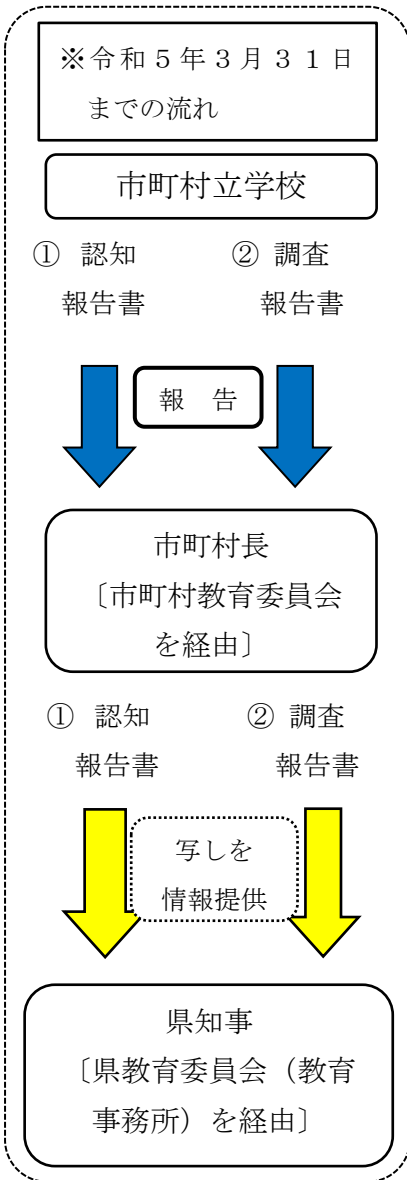 ※令和５年３月３１日
までの流れ
市町村立学校
① 認知 ② 調査
報告書 報告書
報 告
市町村長
〔市町村教育委員会
を経由〕
① 認知 ② 調査
報告書 報告書
写しを
情報提供
県知事
〔県教育委員会（教育
事務所）を経由〕